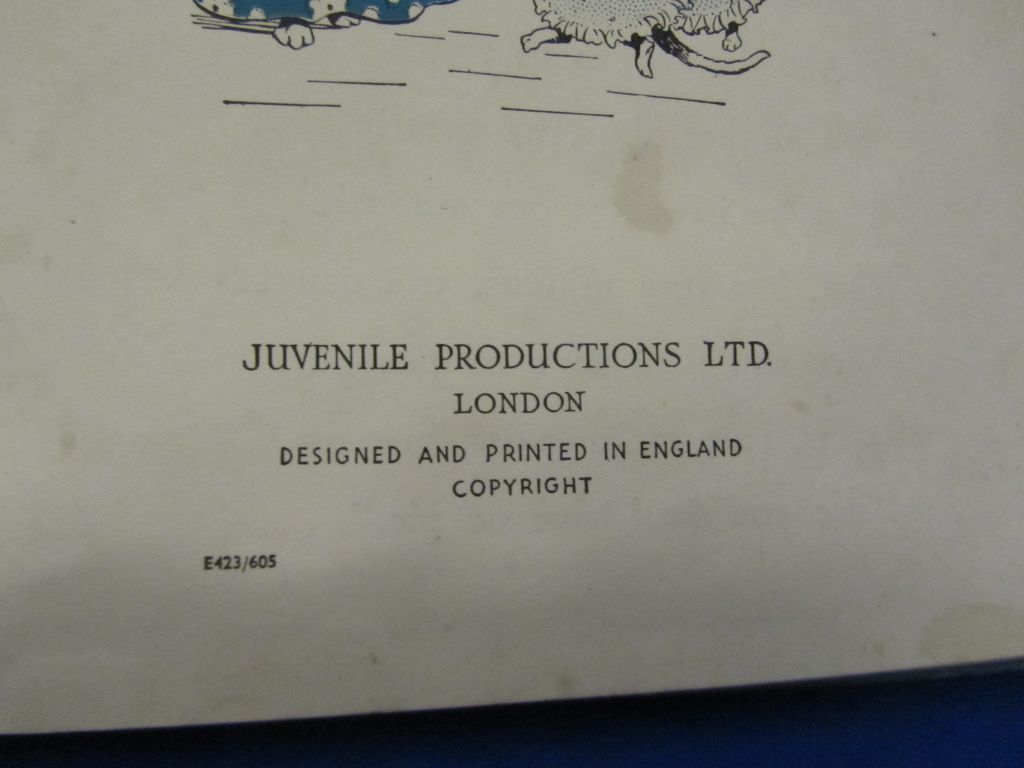 JUVENILE PRODUCTIONS LTD.
LONDON
DESIGNED AND PRINTED IN ENGLAND
COPYRIGHT
E423/605